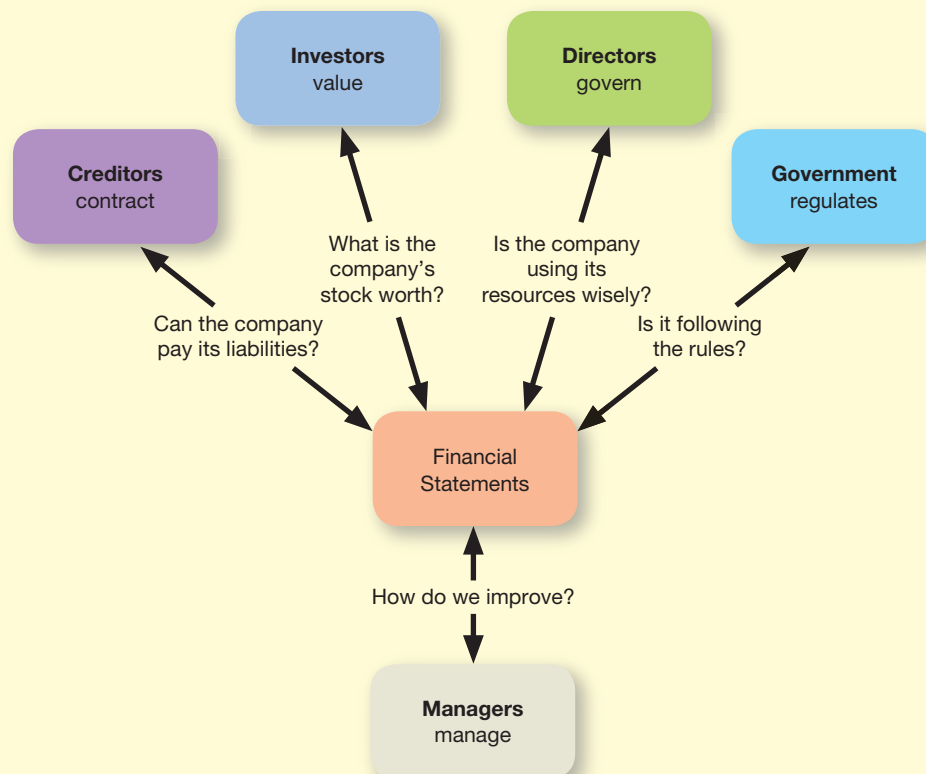 Investors
value
Directors
govern
Creditors
contract
Government
regulates
What is the
company’s
stock worth?
Is the company
using its
resources wisely?
Can the company
pay its liabilities?
Is it following
the rules?
Financial
Statements
How do we improve?
Managers
manage